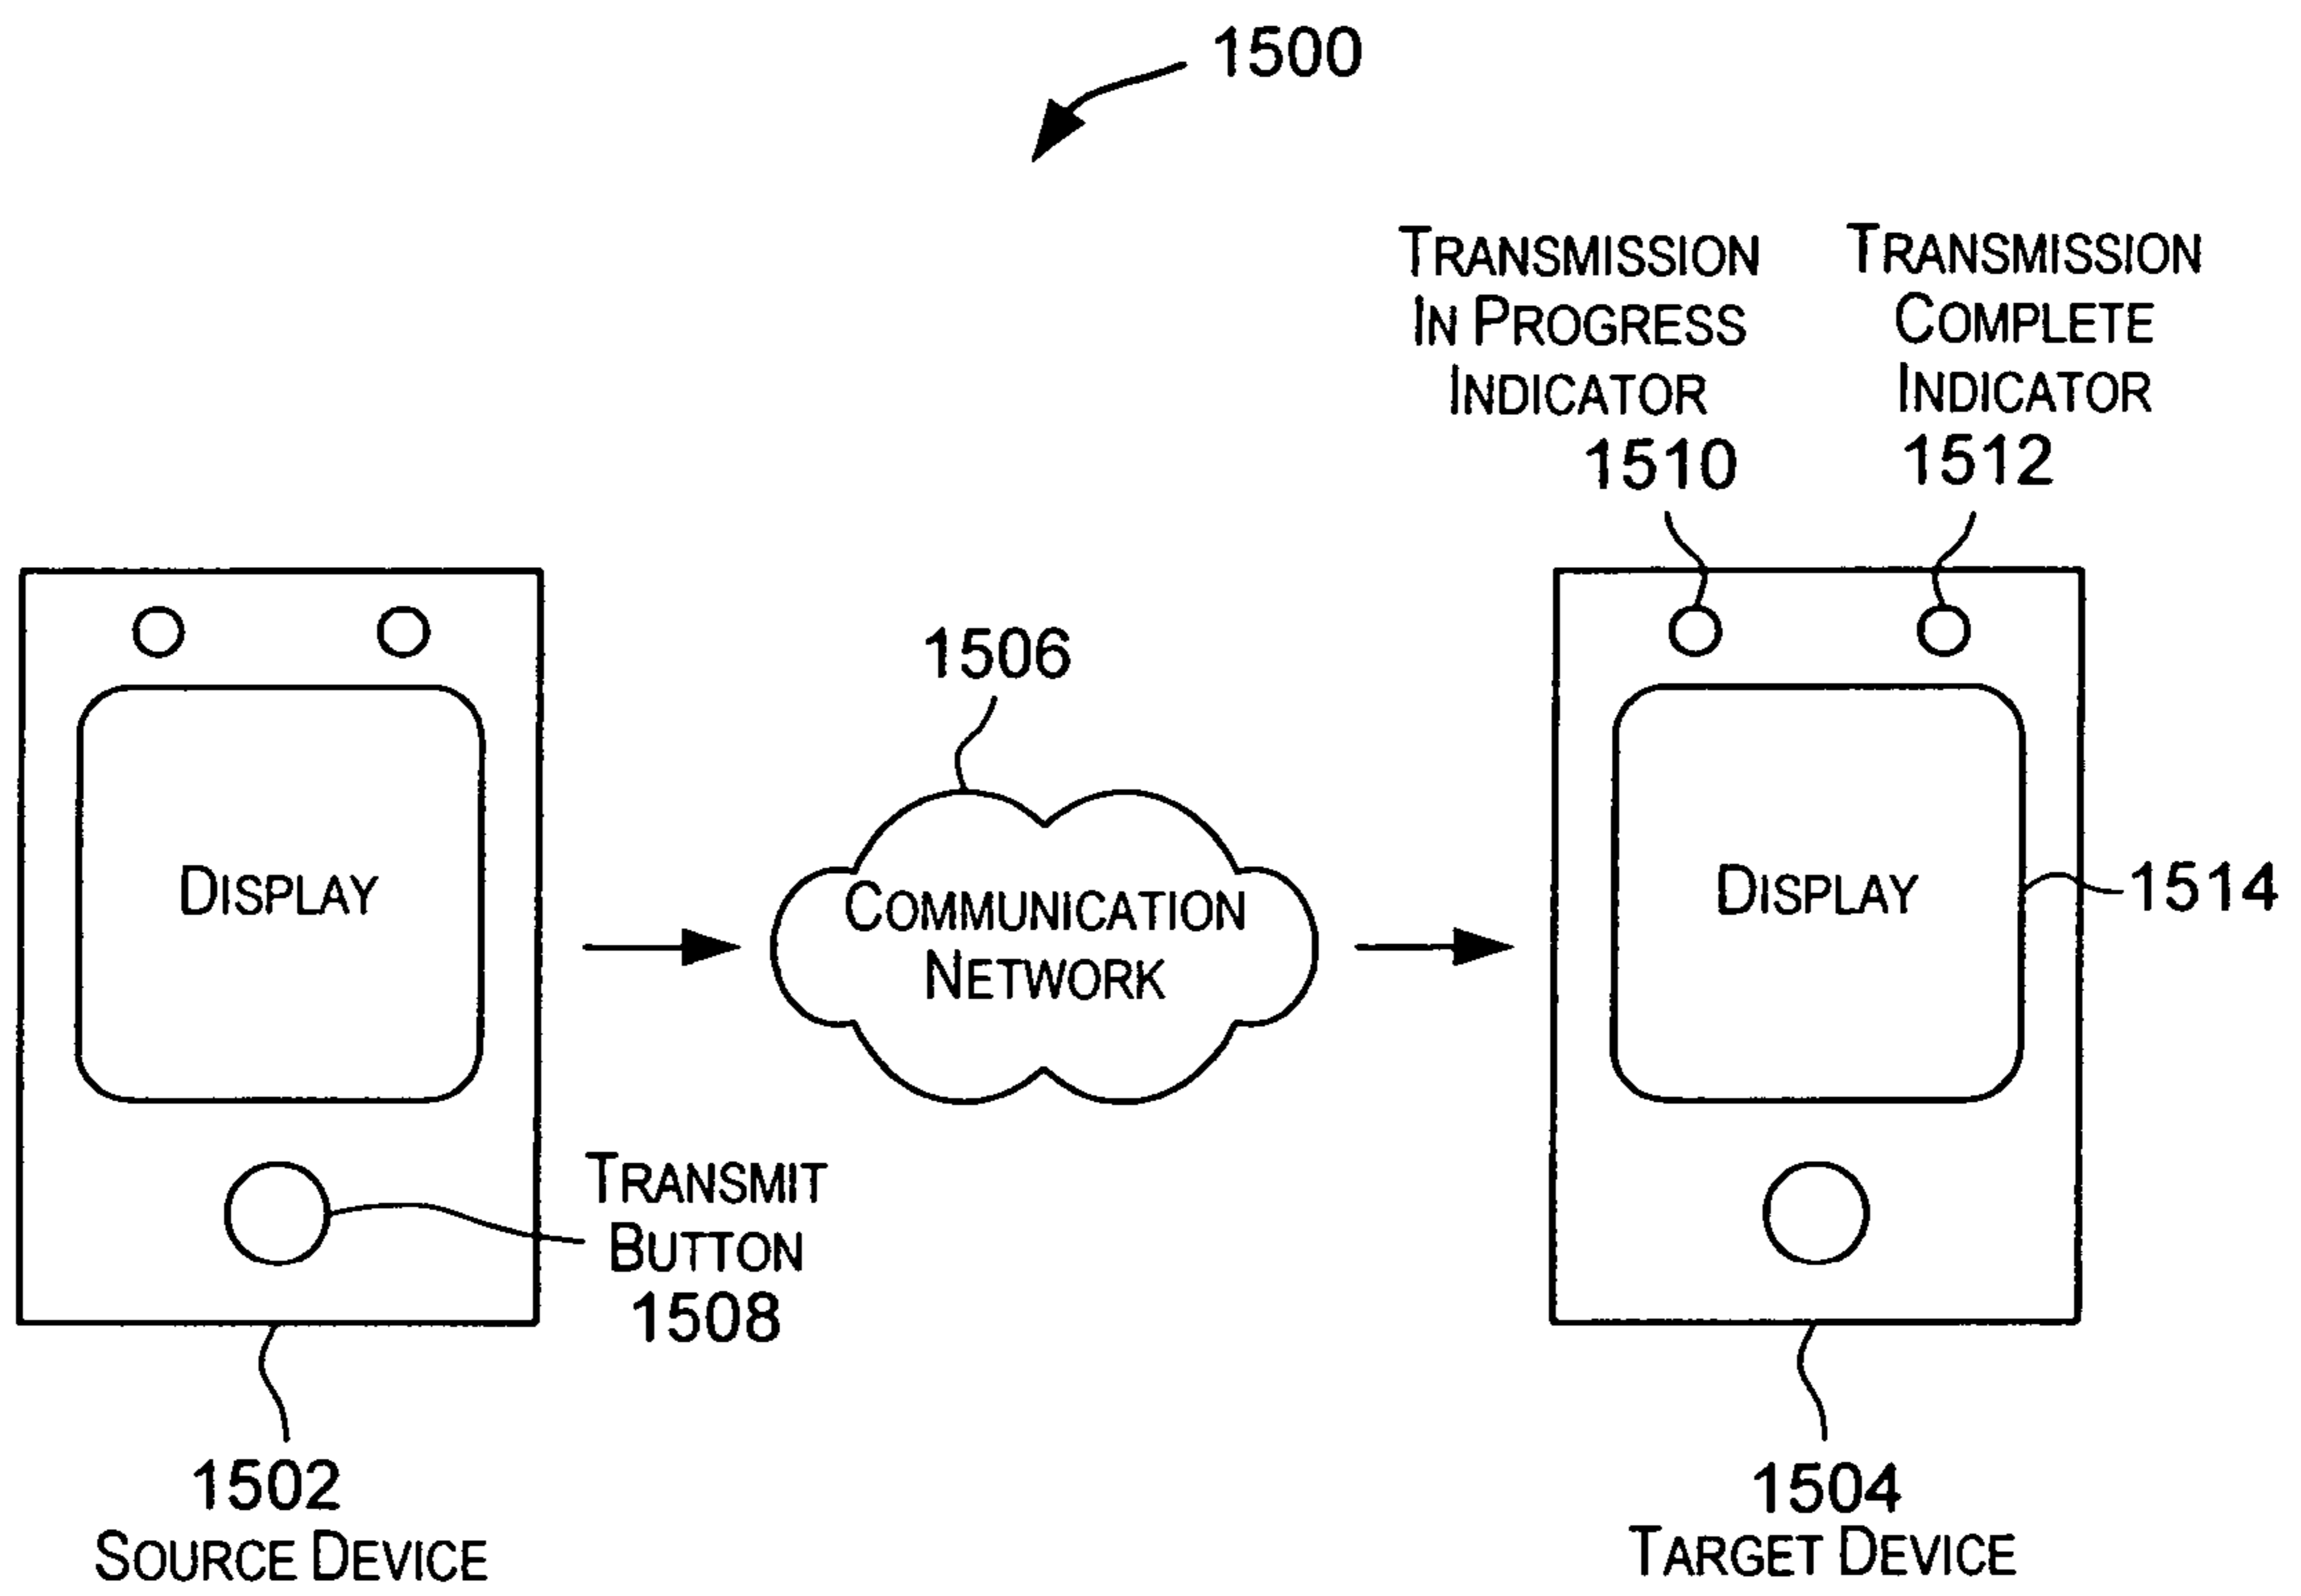 1500
TRANSMISSION
IN PROGRESS
INDICATOR
1510
TRANSMISSION
COMPLETE
INDICATOR
1512
1506
DISPLAY
COMMUNICATION
NETWORK
DISPLAY
1514
TRANSMIT
BUTTON
1508
1502
SOURCE DEVICE
1504
TARGET DEVICE